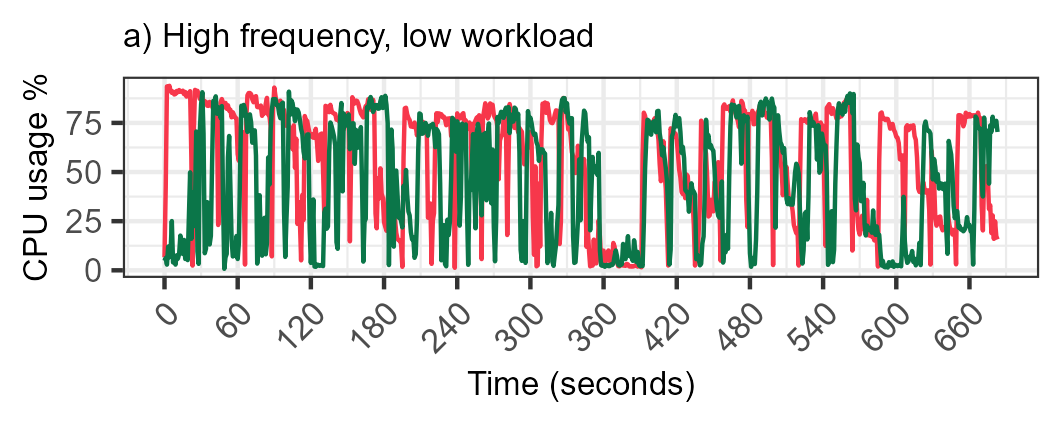 a) High frequency, low workload
CPU usage %
75
50
25
0
0 60 120 180 240 300 360 420 480 540 600 660
Time (seconds)